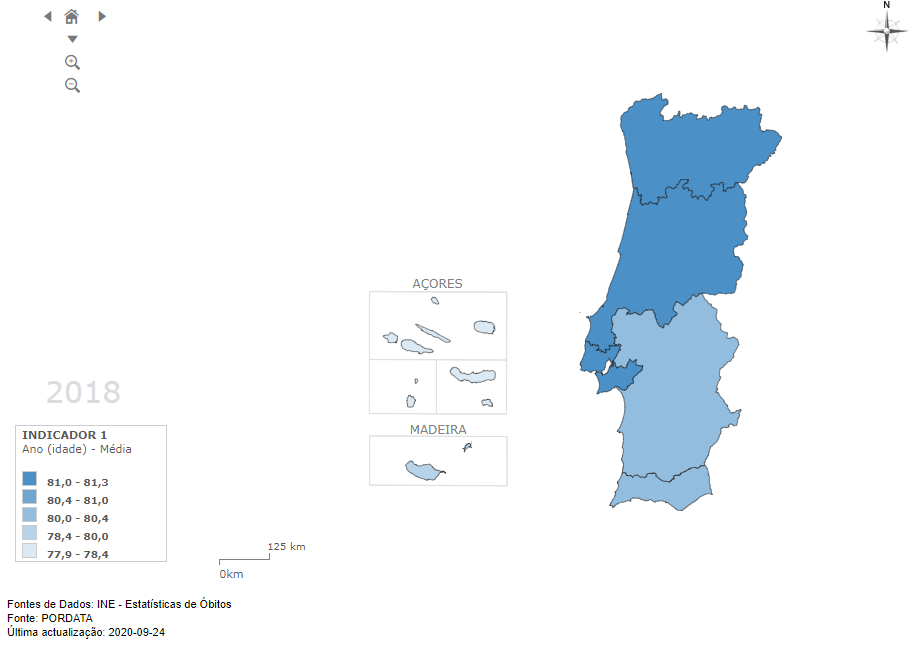 N
AÇORES
MADEIRA
2018
INDICADOR 1
Ano (idade) - Média
81,0 - 81,3
80,4 - 81,0
80,0 - 80,4
78,4 - 80,0
77,9 - 78,4
125 km
0km
Fontes de Dados: INE - Estatísticas de Óbitos
Fonte: PORDATA
Última actualização: 2020-09-24